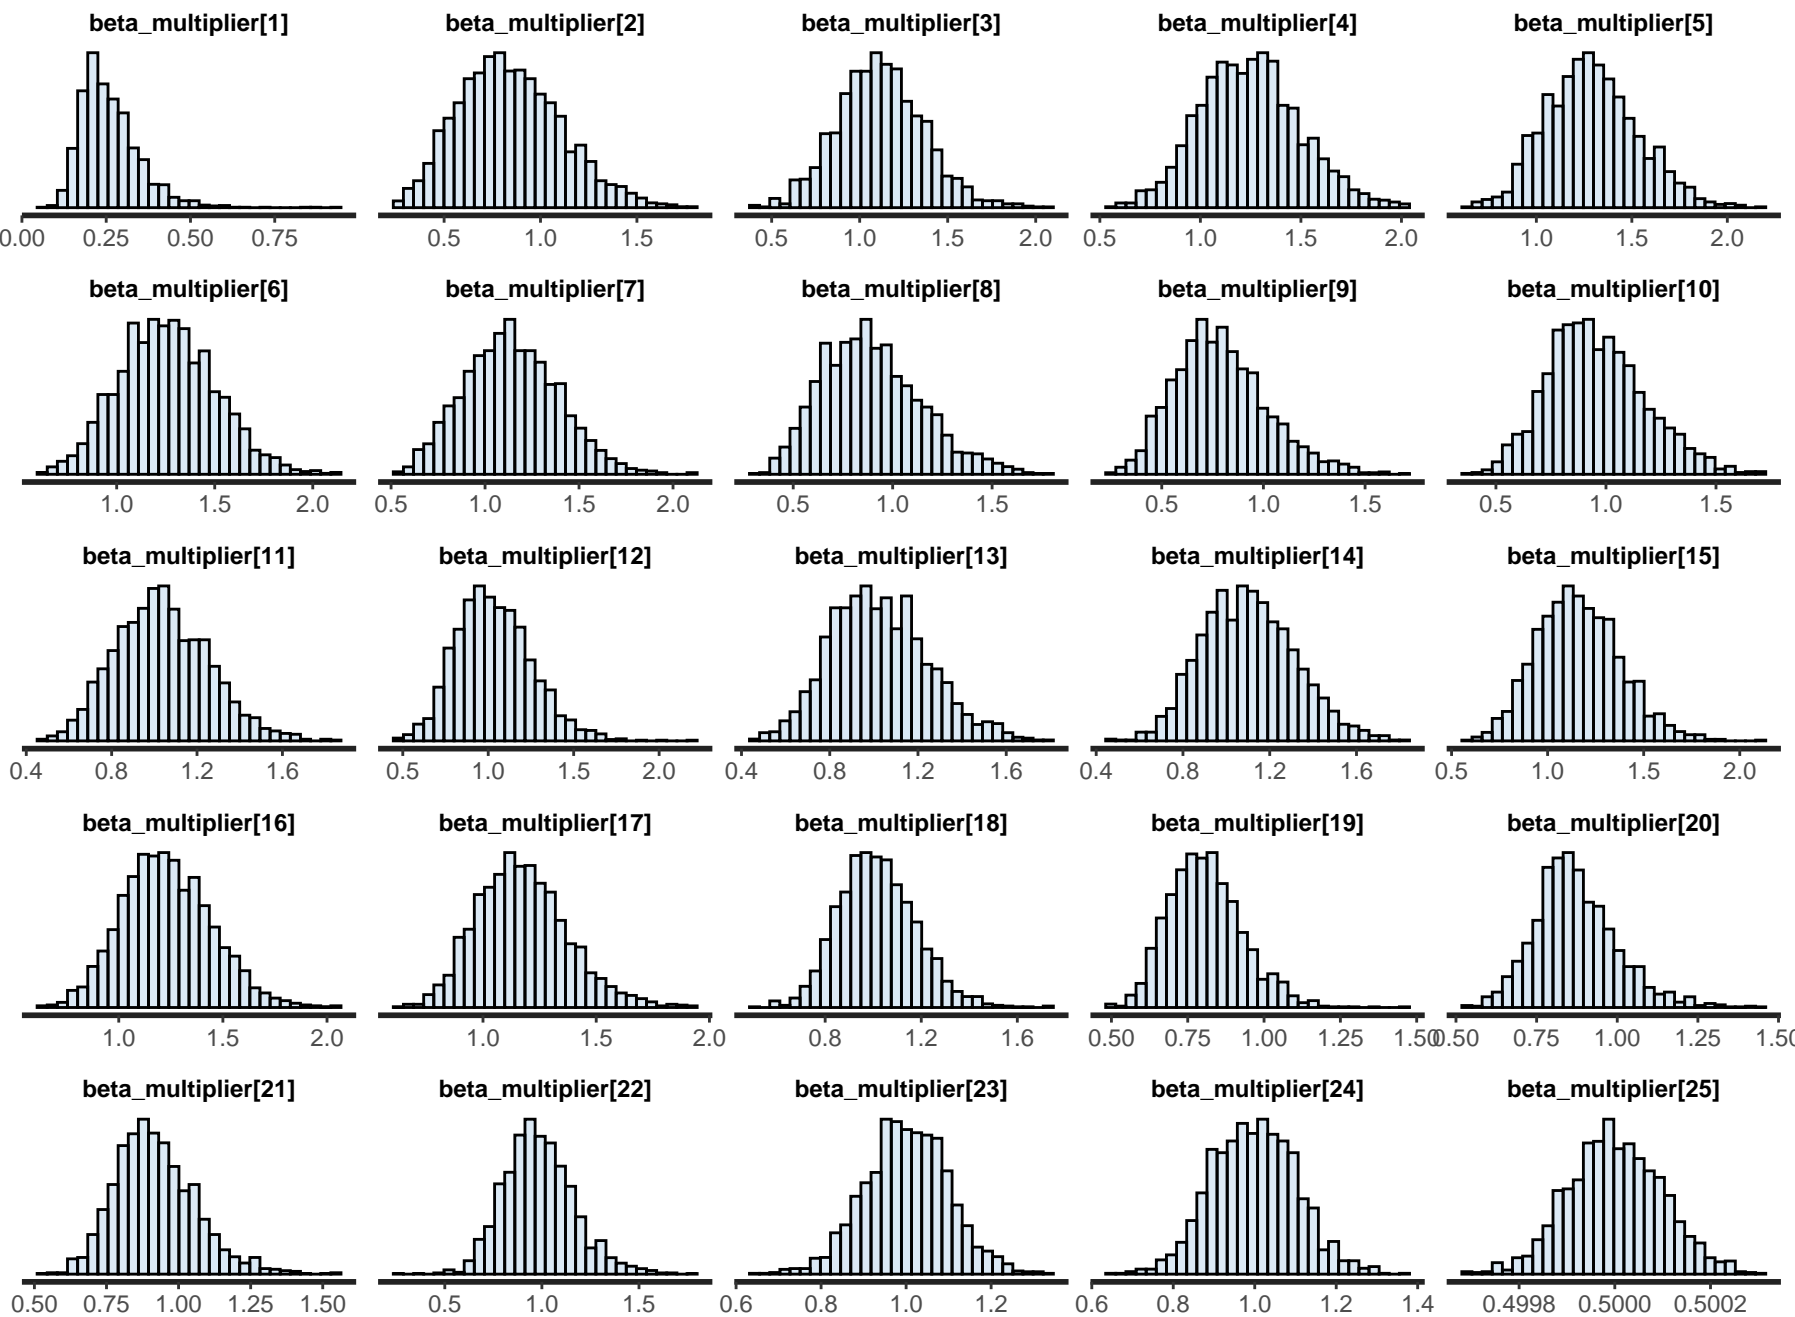 beta_multiplier[1] beta_multiplier[2] beta_multiplier[3] beta_multiplier[4] beta_multiplier[5]
0.00 0.25 0.50 0.75 0.5 1.0 1.5 0.5 1.0 1.5 2.0 0.5 1.0 1.5 2.0 1.0 1.5 2.0
beta_multiplier[6] beta_multiplier[7] beta_multiplier[8] beta_multiplier[9] beta_multiplier[10]
1.0 1.5 2.0 0.5 1.0 1.5 2.0 0.5 1.0 1.5 0.5 1.0 1.5 0.5 1.0 1.5
beta_multiplier[11] beta_multiplier[12] beta_multiplier[13] beta_multiplier[14] beta_multiplier[15]
0.4 0.8 1.2 1.6 0.5 1.0 1.5 2.0 0.4 0.8 1.2 1.6 0.4 0.8 1.2 1.6 0.5 1.0 1.5 2.0
beta_multiplier[16] beta_multiplier[17] beta_multiplier[18] beta_multiplier[19] beta_multiplier[20]
1.0 1.5 2.0 1.0 1.5 2.0 0.8 1.2 1.6 0.50 0.75 1.00 1.25 1.50 0.50 0.75 1.00 1.25 1.50
beta_multiplier[21] beta_multiplier[22] beta_multiplier[23] beta_multiplier[24] beta_multiplier[25]
0.50 0.75 1.00 1.25 1.50 0.5 1.0 1.5 0.6 0.8 1.0 1.2 0.6 0.8 1.0 1.2 1.4 0.4998 0.5000 0.5002